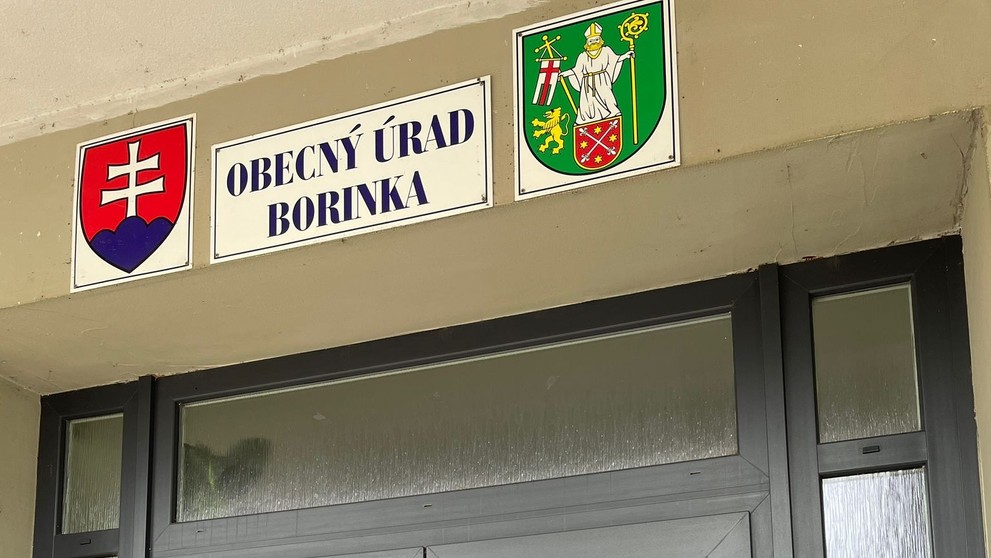 OBECNÝ ÚRAD
BORINKA